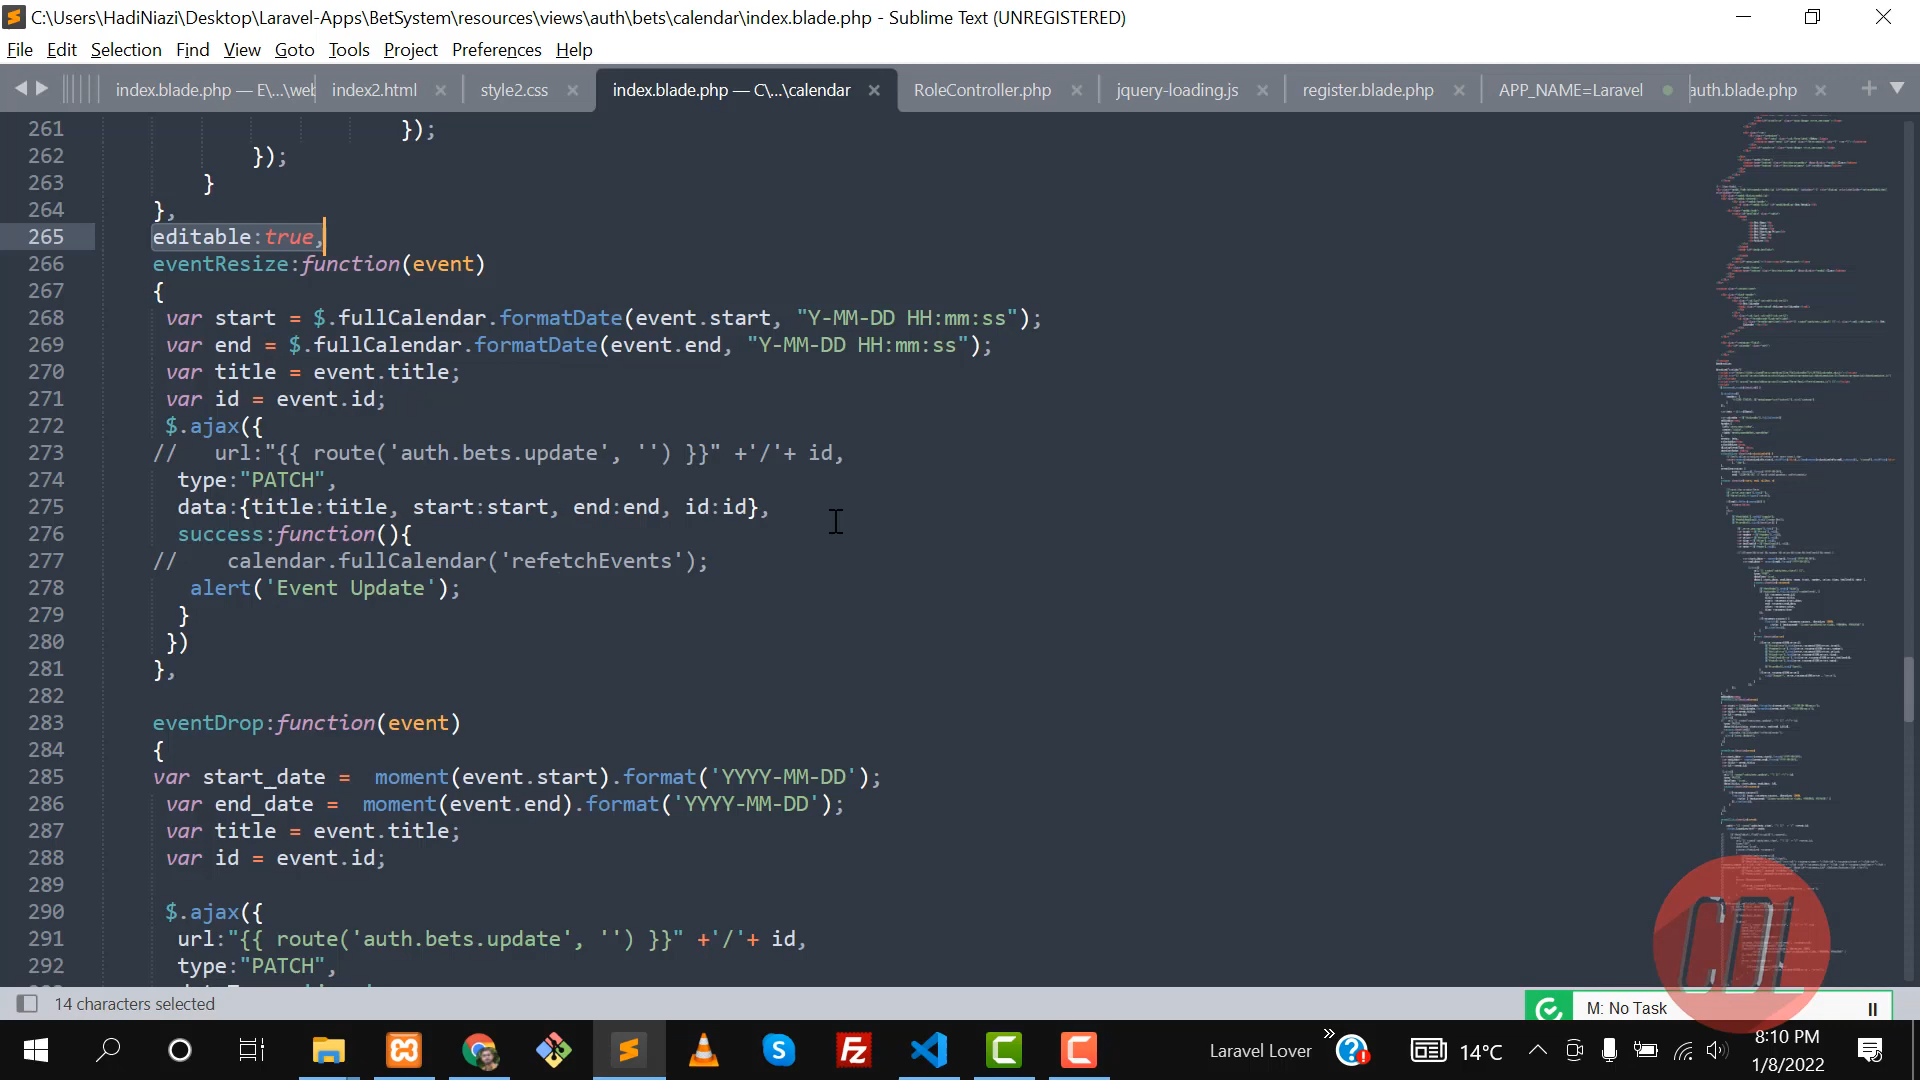 C:\Users\HadiNiazi\Desktop\Laravel-Apps\BetSystem\resources\views\auth\bets\calendar\index.blade.php - Sublime Text (UNREGISTERED)
File Edit Selection Find View Goto Tools Project Preferences Help
index.blade.php — E\...\web index2.html style2.css index.blade.php — C\...\calendar RoleController.php jquery-loading.js register.blade.php APP_NAME=Laravel auth.blade.php
261 });
262 });
263 }
264 },
265 editable:true,
266 eventResize:function(event)
267 {
268 var start = $.fullCalendar.formatDate(event.start, "Y-MM-DD HH:mm:ss");
269 var end = $.fullCalendar.formatDate(event.end, "Y-MM-DD HH:mm:ss");
270 var title = event.title;
271 var id = event.id;
272 $.ajax({
273 // url:"{{ route('auth.bets.update', '') }}" +'/'+ id,
274 type:"PATCH",
275 data:{title:title, start:start, end:end, id:id},
276 success:function(){
277 // calendar.fullCalendar('refetchEvents');
278 alert('Event Update');
279 }
280 })
281 },
282
283 eventDrop:function(event)
284 {
285 var start_date = moment(event.start).format('YYYY-MM-DD');
286 var end_date = moment(event.end).format('YYYY-MM-DD');
287 var title = event.title;
288 var id = event.id;
289
290 $.ajax({
291 url:"{{ route('auth.bets.update', '') }}" +'/'+ id,
292 type:"PATCH",
14 characters selected
M: No Task
CDL
Laravel Lover
14°C
8:10 PM
1/8/2022